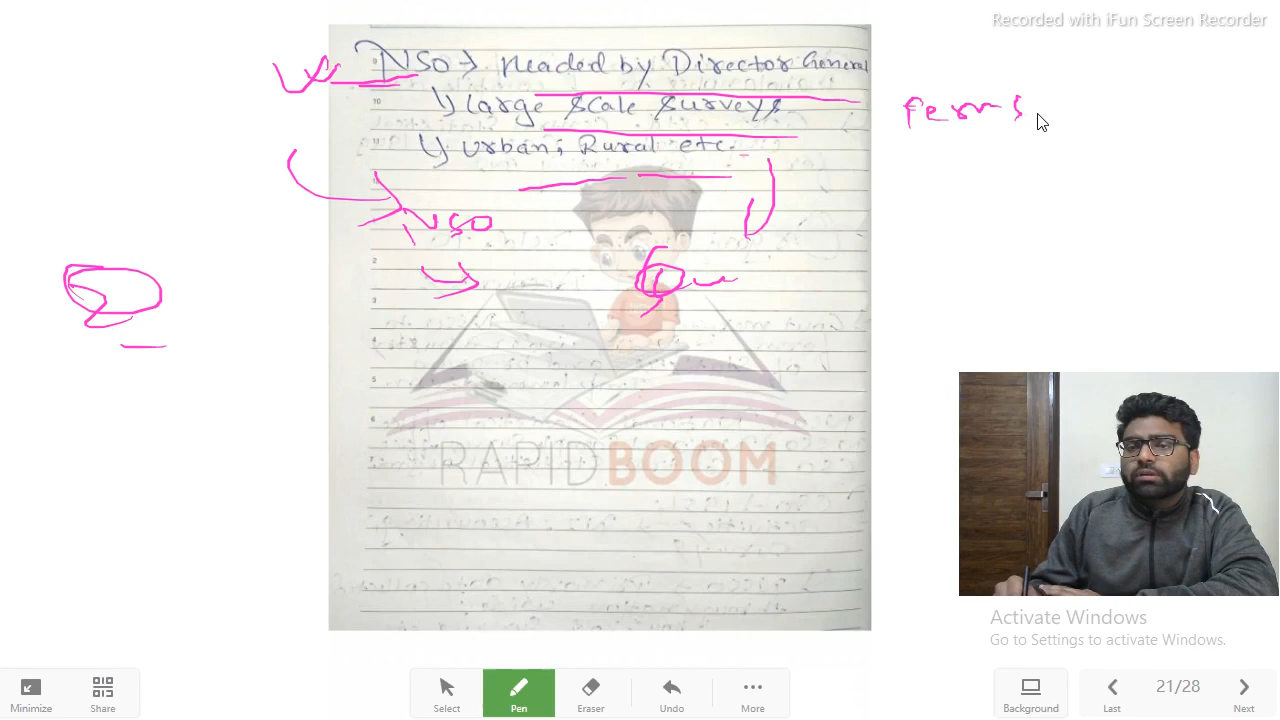 Recorded with iFun Screen Recorder
NSO → Headed by Director General
1) large scale surveys
ferms
1) urban, Rural etc.
NSO
RAPIDBOOM
Activate Windows
Go to Settings to activate Windows.
Minimize
Share
Select
Pen
Eraser
Undo
More
Background
Last
21/28
Next